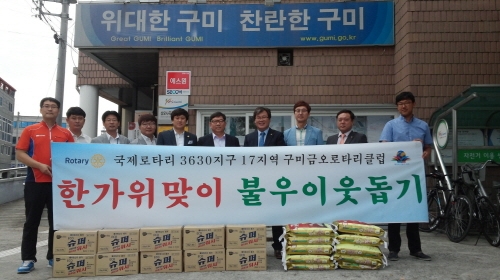 위대한 구미 찬란한 구미
Great GUMI Brilliant GUMI
www.gumi.go.kr
에스원
SECOM
Rotary
국제로타리 3630지구 17지역 구미금오로타리클럽
한가위맞이 불우이웃돕기